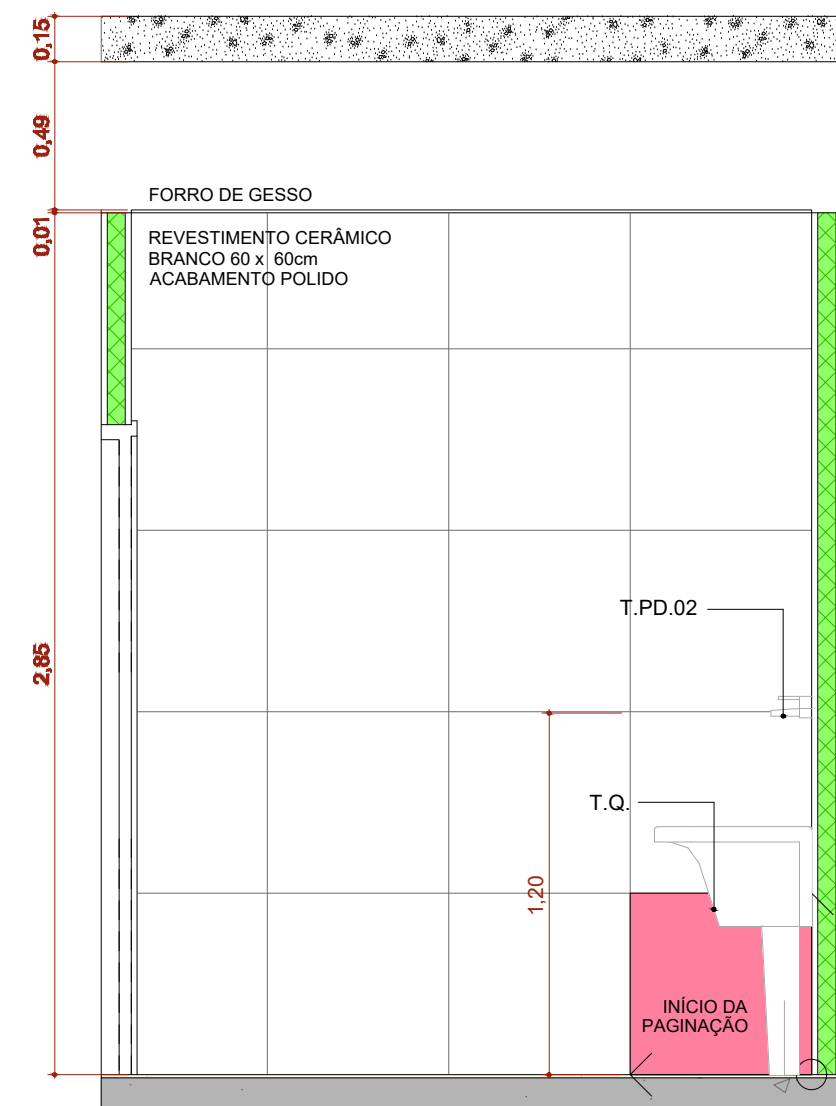 0,15
0,49
FORRO DE GESSO
0,01
REVESTIMENTO CERÂMICO
BRANCO 60 x 60cm
ACABAMENTO POLIDO
T.PD.02
2,85
T.Q.
1,20
INÍCIO DA
PAGINAÇÃO